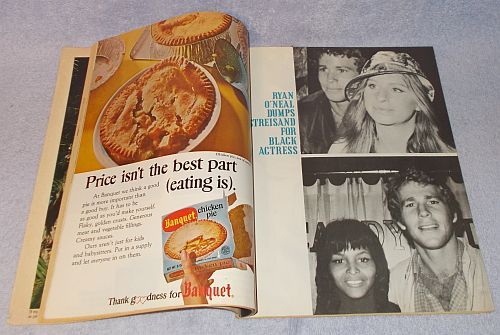 Price isn't the best part
(eating is).
At Banquet we think a good
pie is more important than
a good buy. It has to be
as good as you'd make yourself.
Flaky, golden crusts. Generous
meat and vegetable fillings.
Creamy sauces.
Ours aren't just for kids
and babysitters. Put in a supply
and let everyone in on them.
Banquet
chicken
pie
chicken pie
Thank goodness for Banquet.
RYAN
O'NEAL
DUMPS
STREISAND
FOR
BLACK
ACTRESS